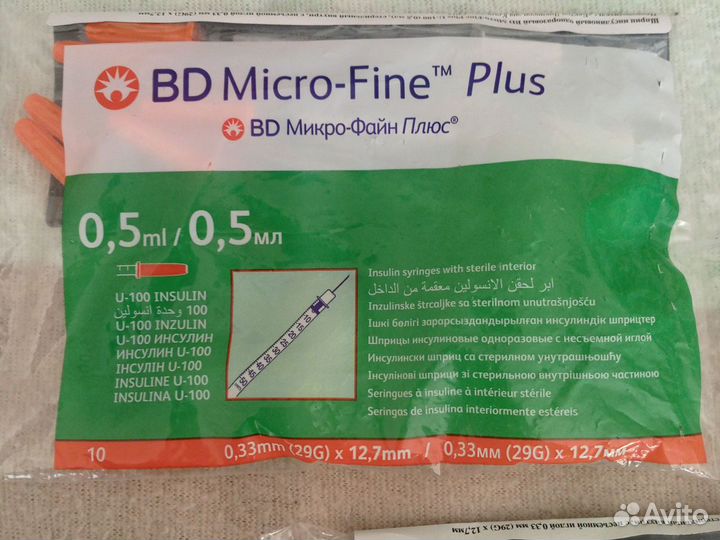 BD Micro-Fine™ Plus
BD Микро-Файн Плюс®
0,5ml / 0,5мл
U-100 INSULIN
100 وحدة أنسولين
U-100 INZULIN
U-100 ИНСУЛИН
ИНСУЛИН U-100
ІНСУЛІН U-100
INSULINE U-100
INSULINA U-100
Insulin syringes with sterile interior
ابر لحقن الانسولين معقمة من الداخل
Inzulinske štrcaljke sa sterilnom unutrašnjošću
Ішкі бөлігі зарарсыздандырылған инсулиндік шприцтер
Шприцы инсулиновые одноразовые с несъемной иглой
Инсулински шприц са стерилном унутрашњошћу
Інсулінові шприци зі стерильною внутрішньою частиною
Seringues à insuline à intérieur stérile
Seringas de insulina interiormente estéreis
10
0,33mm (29G) x 12,7mm / 0,33мм (29G) x 12,7мм
Avito